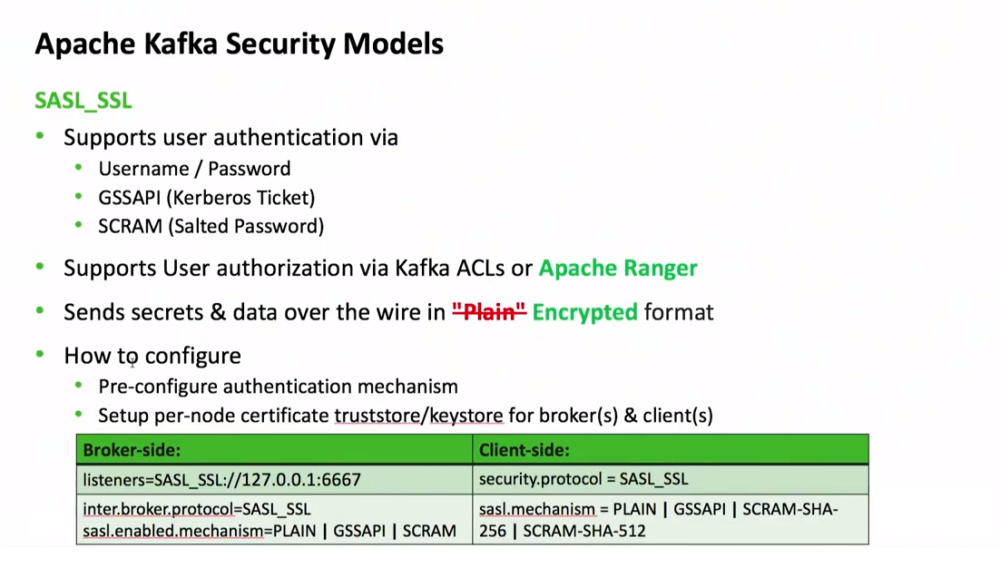 Apache Kafka Security Models
SASL_SSL
• Supports user authentication via
• Username / Password
• GSSAPI (Kerberos Ticket)
• SCRAM (Salted Password)
• Supports User authorization via Kafka ACLs or Apache Ranger
• Sends secrets & data over the wire in "Plain" Encrypted format
• How to configure
• Pre-configure authentication mechanism
• Setup per-node certificate truststore/keystore for broker(s) & client(s)
Broker-side:
Client-side:
listeners=SASL_SSL://127.0.0.1:6667
security.protocol = SASL_SSL
inter.broker.protocol=SASL_SSL
sasl.enabled.mechanism=PLAIN | GSSAPI | SCRAM
sasl.mechanism = PLAIN | GSSAPI | SCRAM-SHA-
256 | SCRAM-SHA-512